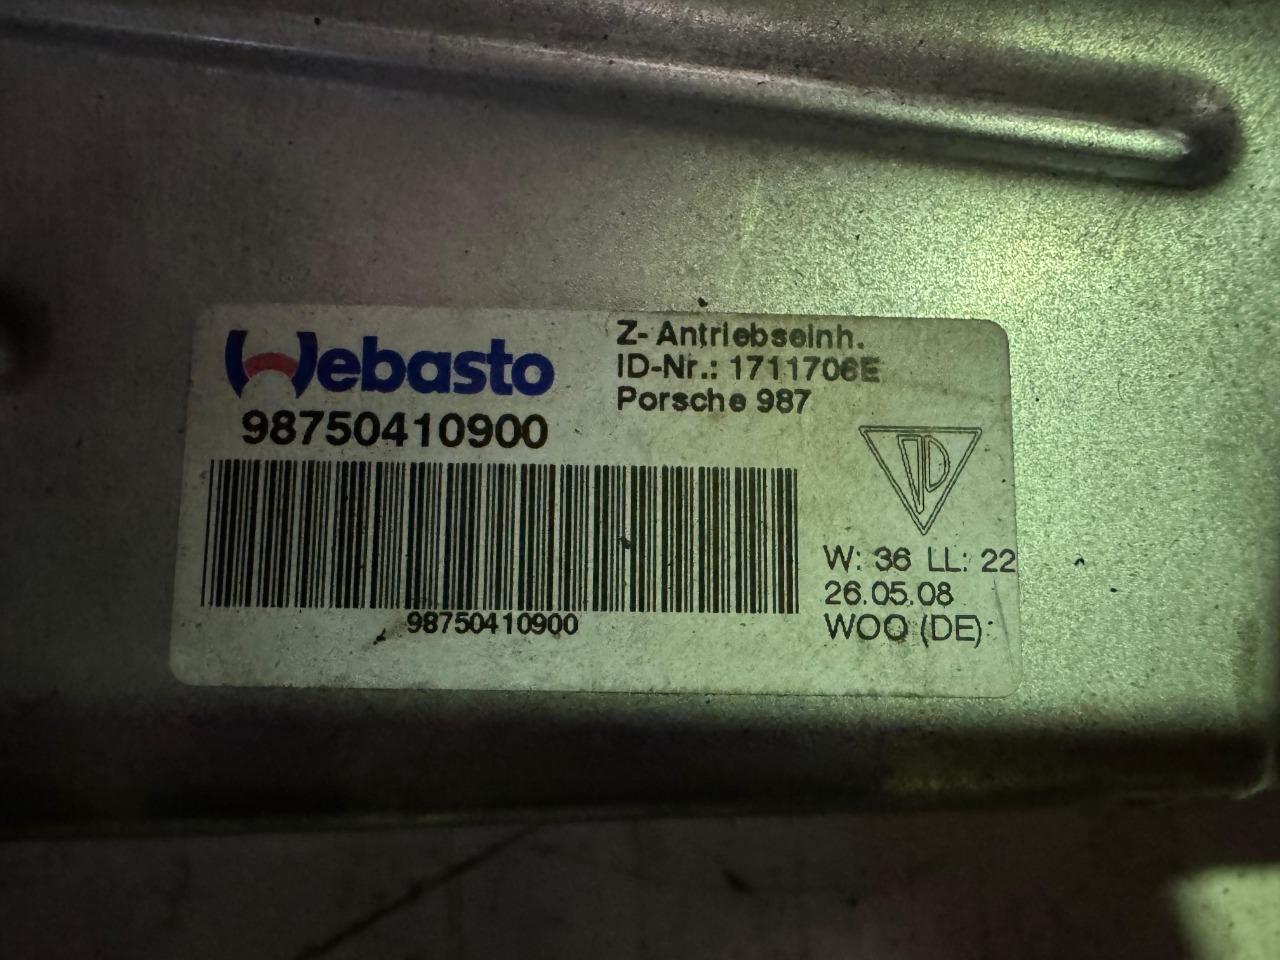 Webasto
98750410900
Z- Antriebseinh.
ID-Nr.: 1711706E
Porsche 987
98750410900
W: 36 LL: 22
26.05.08
WOO (DE)